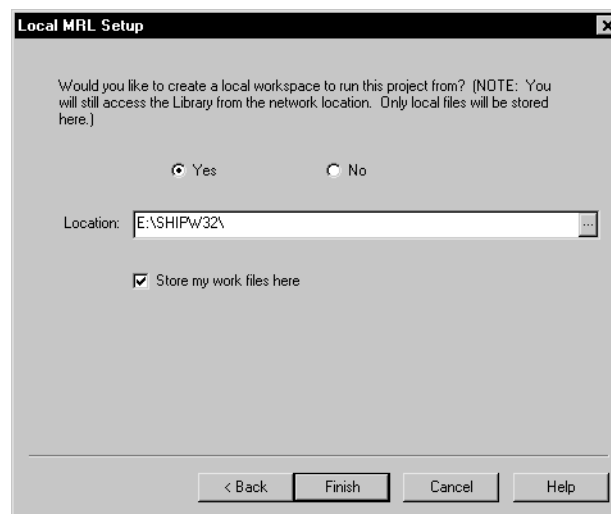 Local MRL Setup
Would you like to create a local workspace to run this project from? (NOTE: You
will still access the Library from the network location. Only local files will be stored
here.)
Yes No
Location: E:\SHIPW32\ ...
Store my work files here
< Back Finish Cancel Help